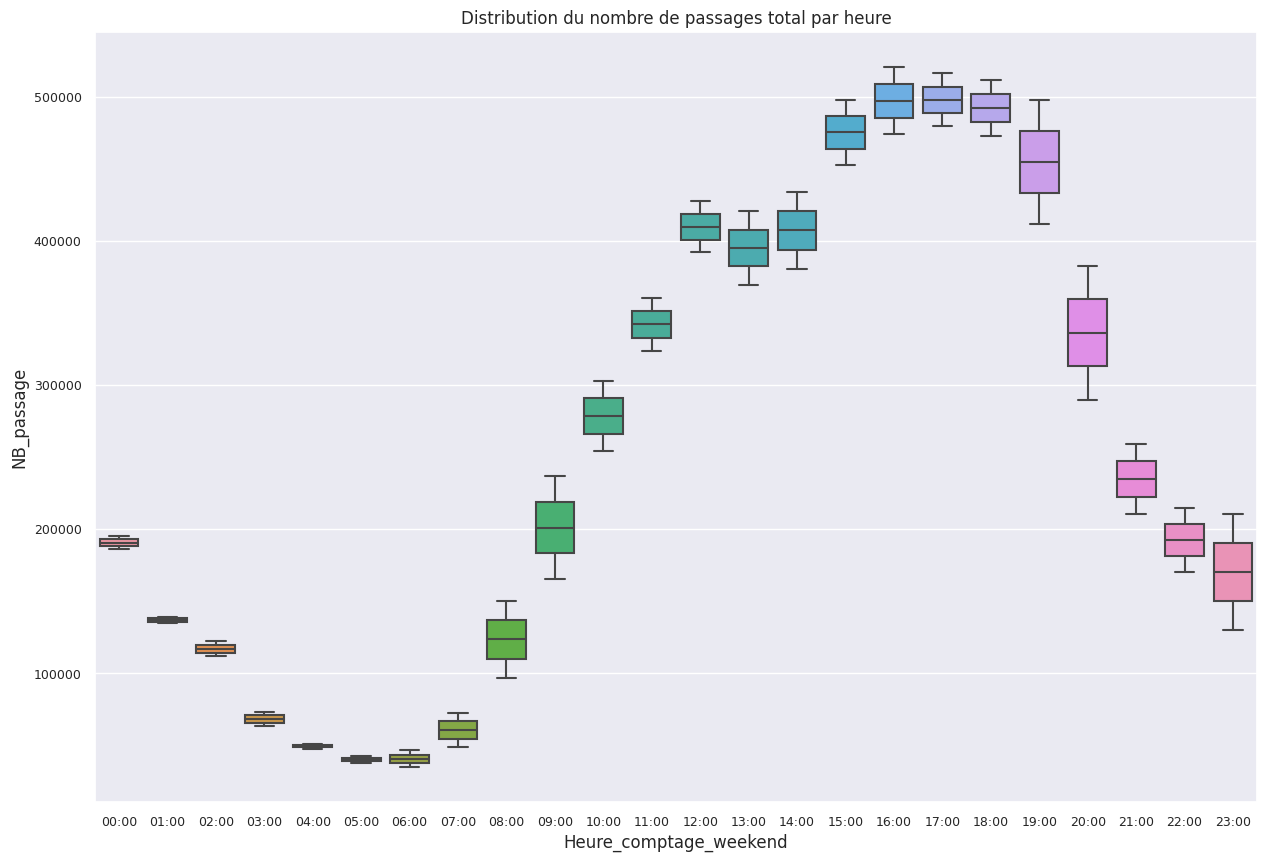 Distribution du nombre de passages total par heure
500000
400000
300000
200000
100000
NB_passage
00:00 01:00 02:00 03:00 04:00 05:00 06:00 07:00 08:00 09:00 10:00 11:00 12:00 13:00 14:00 15:00 16:00 17:00 18:00 19:00 20:00 21:00 22:00 23:00
Heure_comptage_weekend